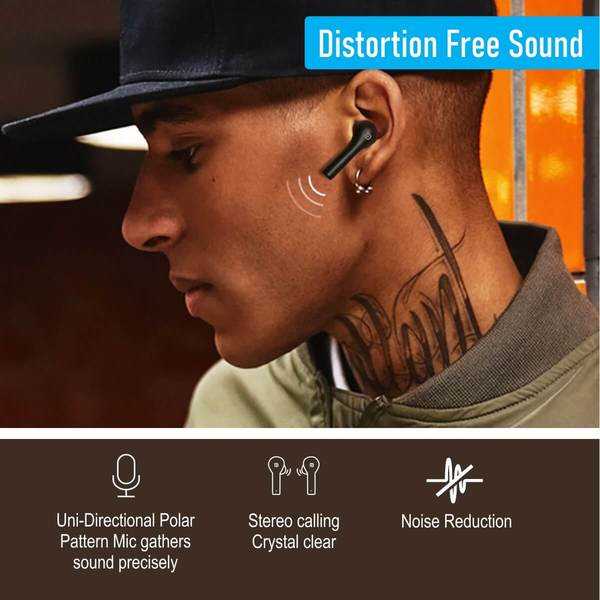 Distortion Free Sound
Uni-Directional Polar
Pattern Mic gathers
sound precisely
Stereo calling
Crystal clear
Noise Reduction